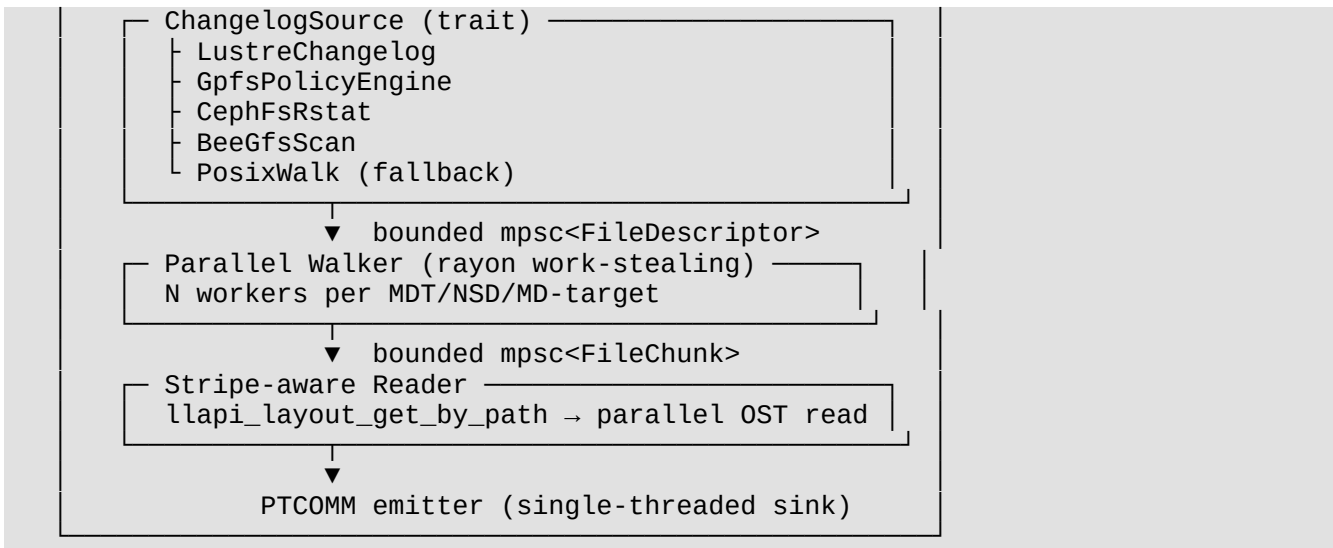 ChangelogSource (trait)
LustreChangelog
GpfsPolicyEngine
CephFsRstat
BeeGfsScan
PosixWalk (fallback)
▼ bounded mpsc<FileDescriptor>
Parallel Walker (rayon work-stealing)
N workers per MDT/NSD/MD-target
▼ bounded mpsc<FileChunk>
Stripe-aware Reader
llapi_layout_get_by_path → parallel OST read
▼
PTCOMM emitter (single-threaded sink)